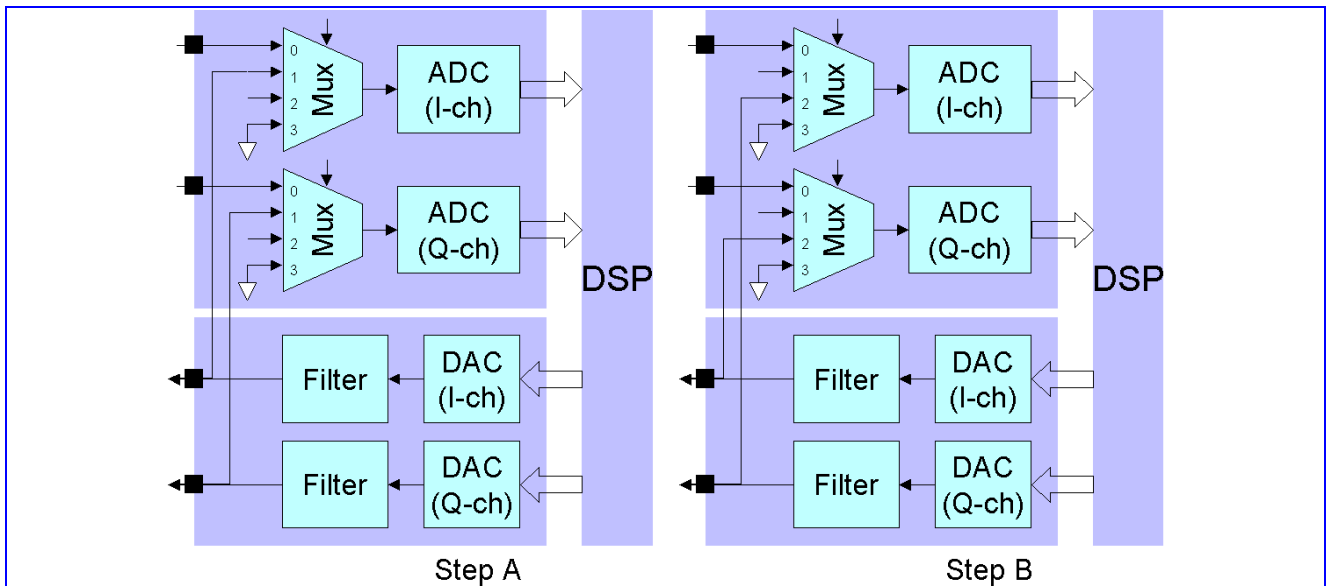 0
1
2
3
Mux
ADC
(I-ch)
0
1
2
3
Mux
ADC
(Q-ch)
DSP
Filter
DAC
(I-ch)
Filter
DAC
(Q-ch)
Step A
0
1
2
3
Mux
ADC
(I-ch)
0
1
2
3
Mux
ADC
(Q-ch)
DSP
Filter
DAC
(I-ch)
Filter
DAC
(Q-ch)
Step B